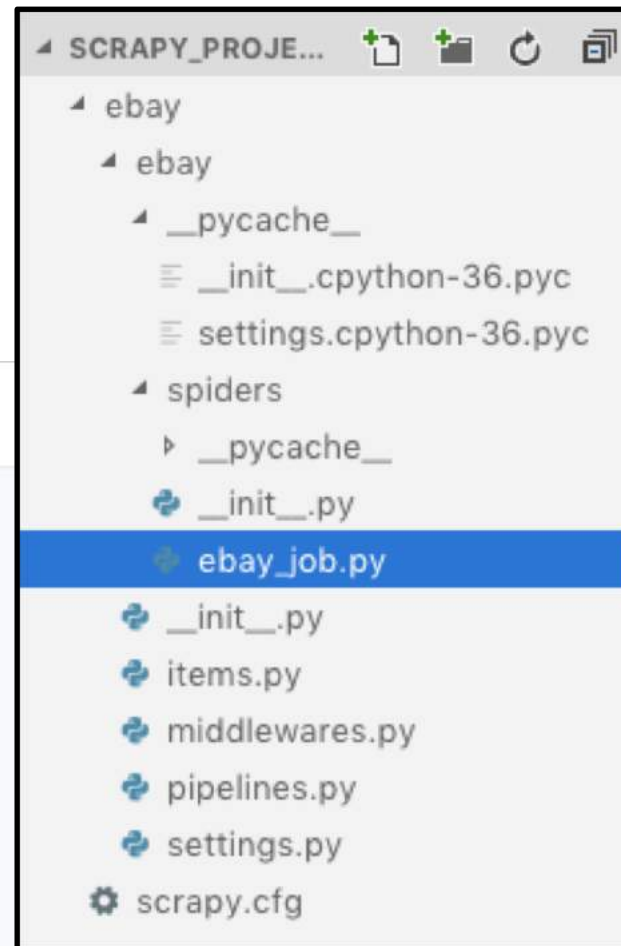 SCRAPY_PROJE...
ebay
ebay
__pycache__
__init__.cpython-36.pyc
settings.cpython-36.pyc
spiders
__pycache__
__init__.py
ebay_job.py
__init__.py
items.py
middlewares.py
pipelines.py
settings.py
scrapy.cfg